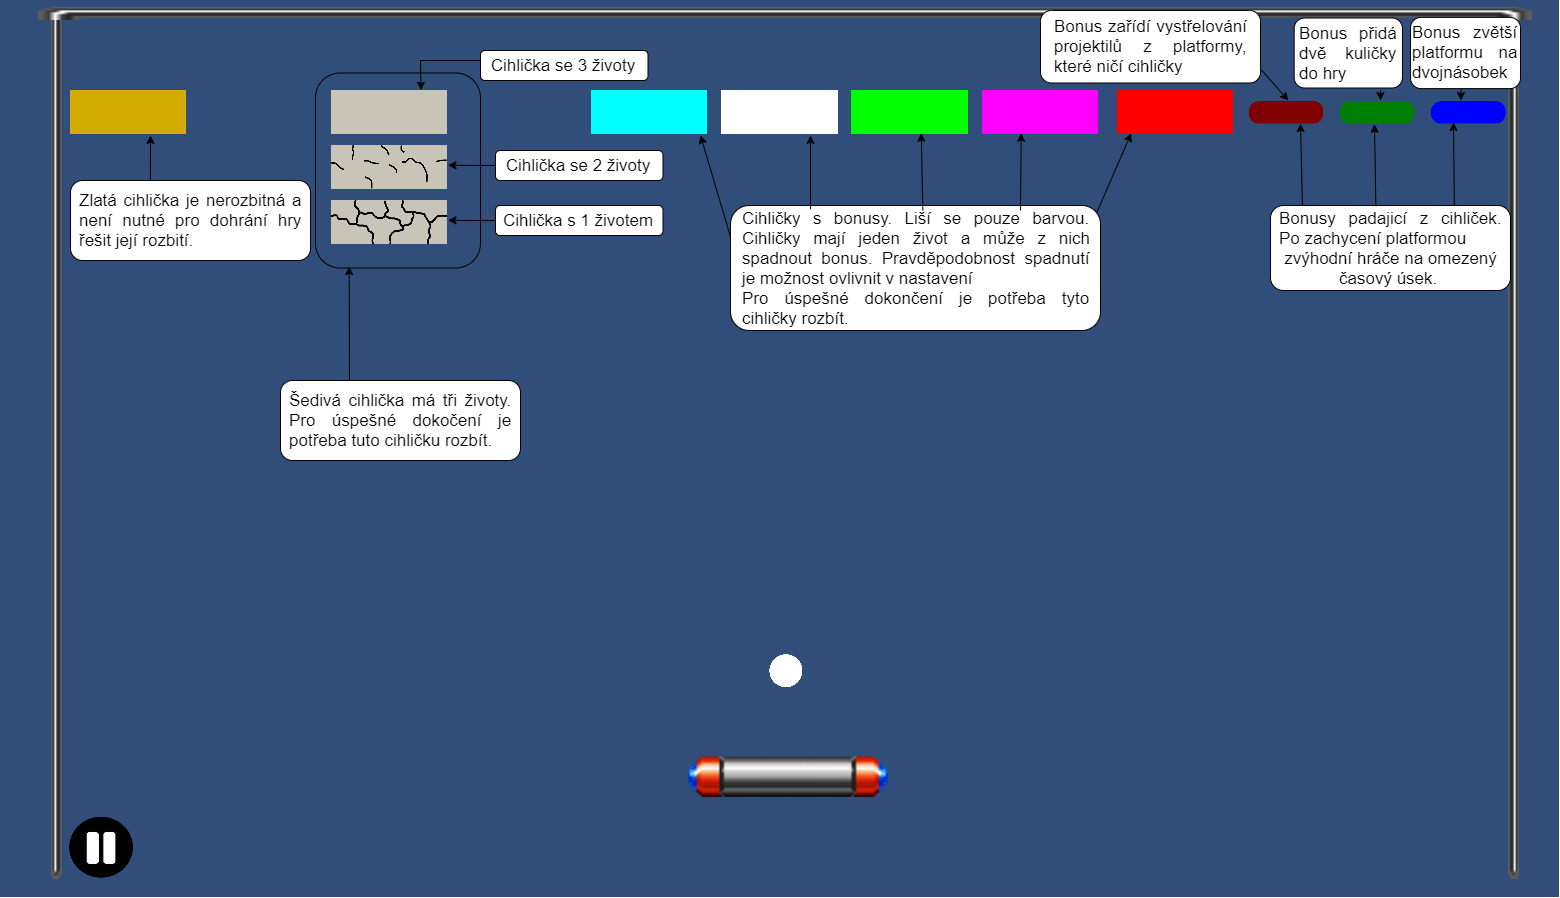 Bonus zařídí vystřelování
projektilů z platformy,
které ničí cihličky
Bonus přidá
dvě kuličky
do hry
Bonus zvětší
platformu na
dvojnásobek
Cihlička se 3 životy
Cihlička se 2 životy
Cihlička s 1 životem
Zlatá cihlička je nerozbitná a
není nutné pro dohrání hry
řešit její rozbití.
Cihličky s bonusy. Liší se pouze barvou.
Cihličky mají jeden život a může z nich
spadnout bonus. Pravděpodobnost spadnutí
je možnost ovlivnit v nastavení
Pro úspešné dokončení je potřeba tyto
cihličky rozbít.
Bonusy padajicí z cihliček.
Po zachycení platformou
zvýhodní hráče na omezený
časový úsek.
Šedivá cihlička má tři životy.
Pro úspešné dokočení je
potřeba tuto cihličku rozbít.